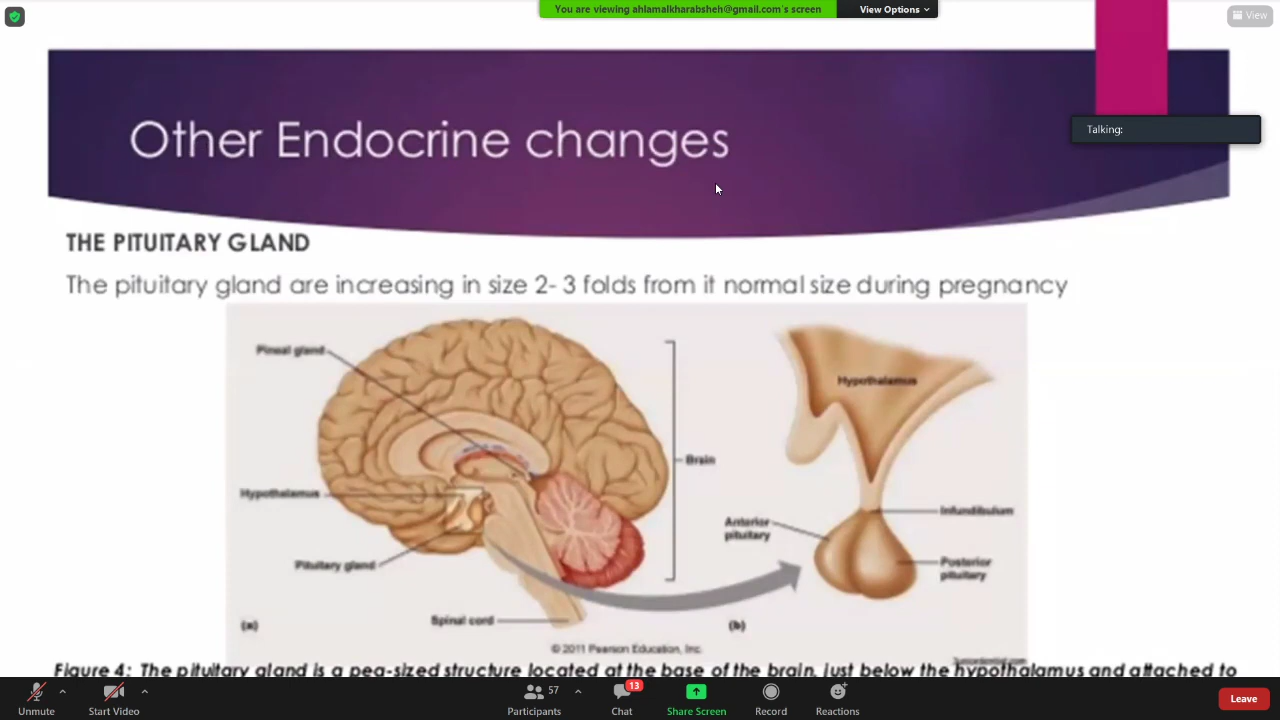 You are viewing ahlamalkharabsheh@gmail.com's screen
View Options
View
Other Endocrine changes
Talking:
THE PITUITARY GLAND
The pituitary gland are increasing in size 2- 3 folds from it normal size during pregnancy
Pineal gland
Hypothalamus
Brain
Hypothalamus
Infundibulum
Anterior
pituitary
Posterior
pituitary
Pituitary gland
Spinal cord
(a)
(b)
© 2011 Pearson Education, Inc.
Figure 4: The pituitary gland is a pea-sized structure located at the base of the brain, just below the hypothalamus and attached to
Unmute
Start Video
57
Participants
13
Chat
Share Screen
Record
Reactions
Leave